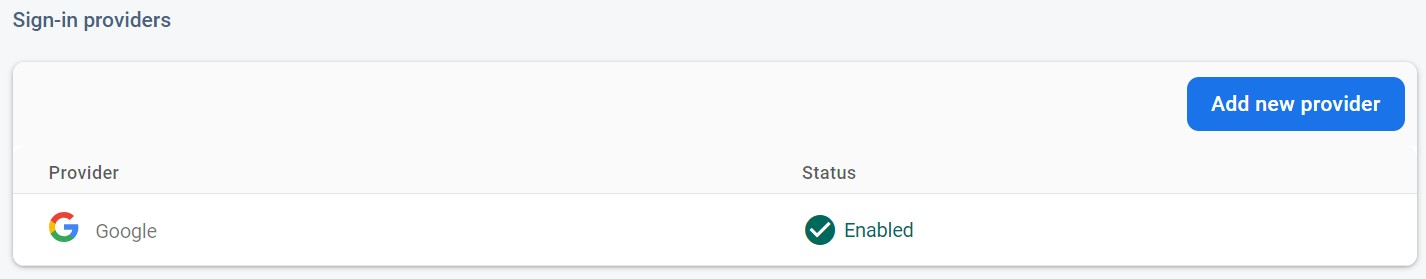 Sign-in providers
Add new provider
Provider Status
Google Enabled